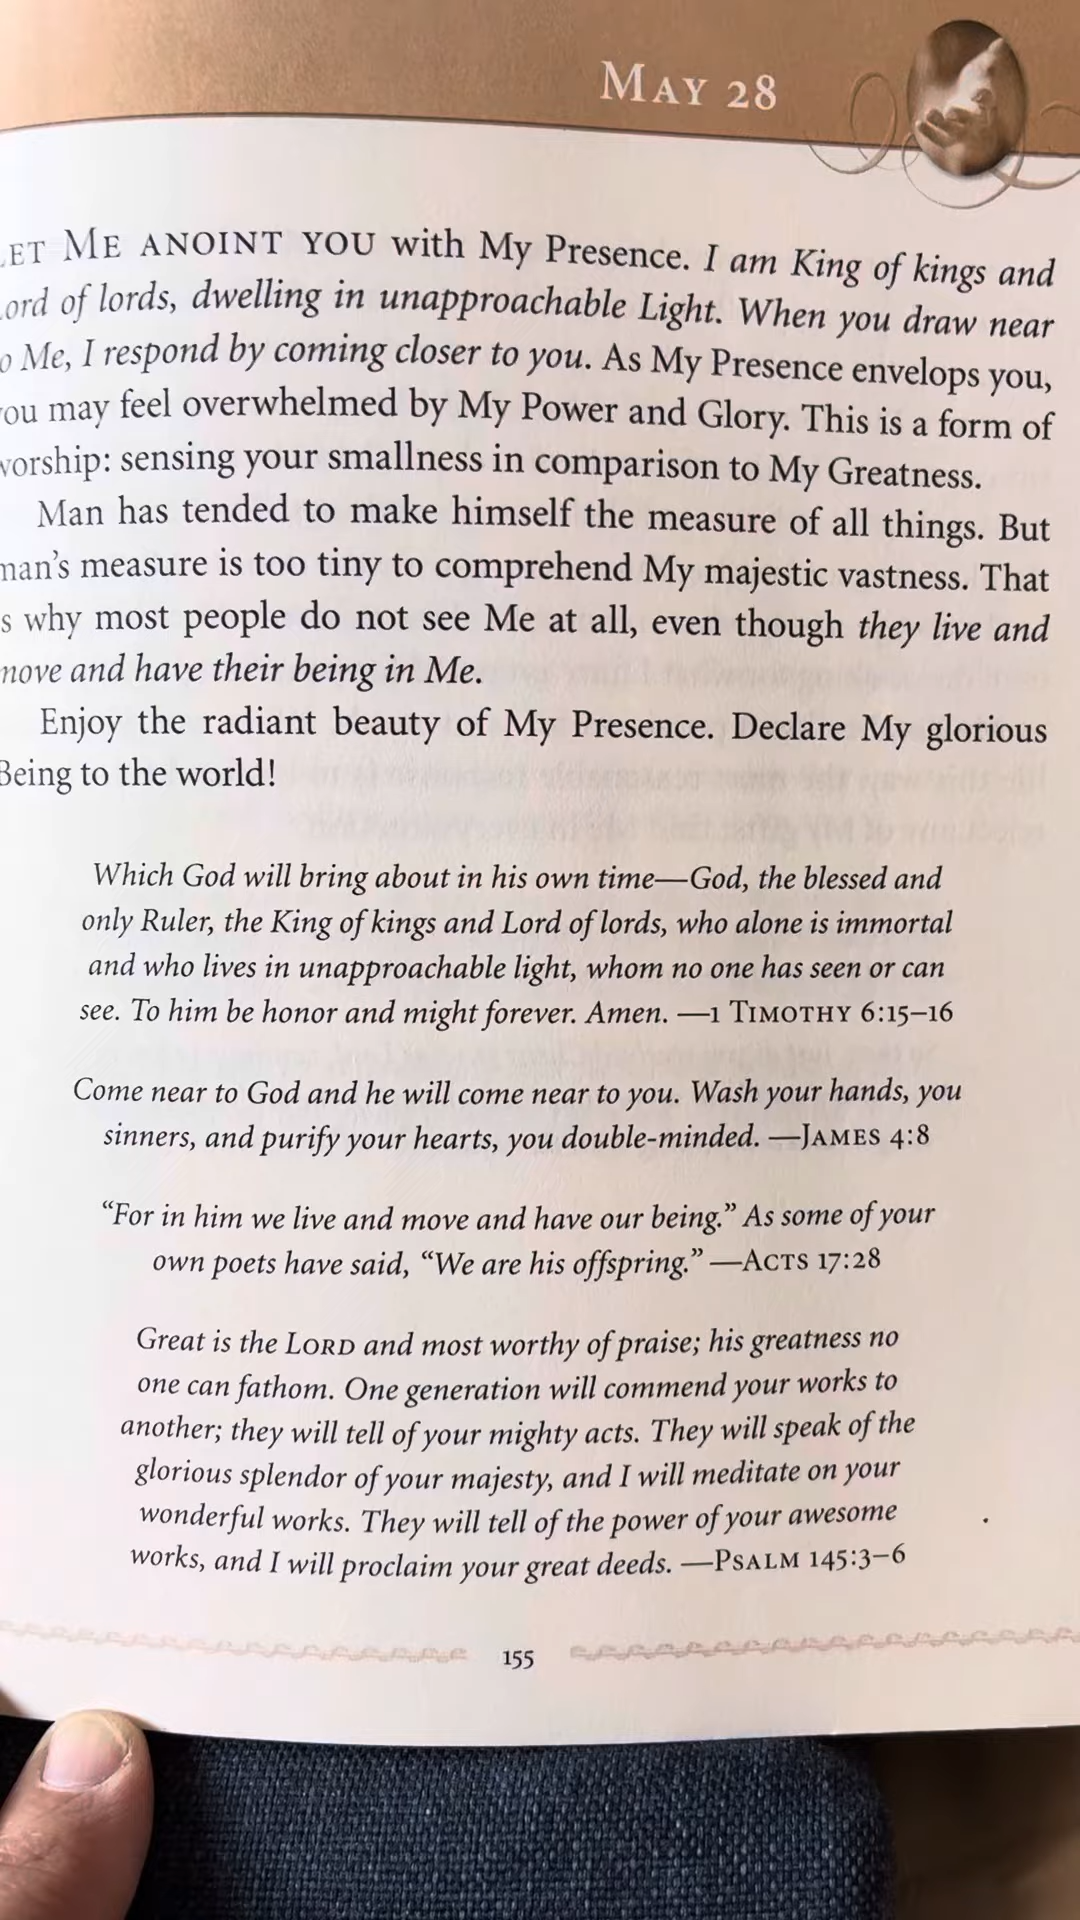 MAY 28
LET ME ANOINT YOU with My Presence. I am King of kings and
Lord of lords, dwelling in unapproachable Light. When you draw near
to Me, I respond by coming closer to you. As My Presence envelops you,
you may feel overwhelmed by My Power and Glory. This is a form of
worship: sensing your smallness in comparison to My Greatness.
Man has tended to make himself the measure of all things. But
man's measure is too tiny to comprehend My majestic vastness. That
is why most people do not see Me at all, even though they live and
move and have their being in Me.
Enjoy the radiant beauty of My Presence. Declare My glorious
Being to the world!
Which God will bring about in his own time—God, the blessed and
only Ruler, the King of kings and Lord of lords, who alone is immortal
and who lives in unapproachable light, whom no one has seen or can
see. To him be honor and might forever. Amen. —1 TIMOTHY 6:15–16
Come near to God and he will come near to you. Wash your hands, you
sinners, and purify your hearts, you double-minded. —JAMES 4:8
“For in him we live and move and have our being.” As some of your
own poets have said, “We are his offspring.” —ACTS 17:28
Great is the LORD and most worthy of praise; his greatness no
one can fathom. One generation will commend your works to
another; they will tell of your mighty acts. They will speak of the
glorious splendor of your majesty, and I will meditate on your
wonderful works. They will tell of the power of your awesome
works, and I will proclaim your great deeds. —PSALM 145:3–6
155